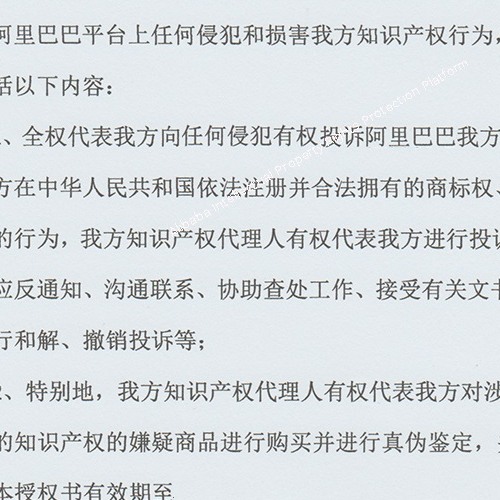 阿里巴巴平台上任何侵犯和损害我方知识产权行为,
括以下内容:
、全权代表我方向任何侵犯有权投诉阿里巴巴我方
方在中华人民共和国依法注册并合法拥有的商标权、
的行为,我方知识产权代理人有权代表我方进行投诉
应反通知、沟通联系、协助查处工作、接受有关文书
行和解、撤销投诉等;
2、特别地,我方知识产权代理人有权代表我方对涉
的知识产权的嫌疑商品进行购买并进行真伪鉴定,
本授权书有效期至
Alibaba Intellectual Property Protection Platform